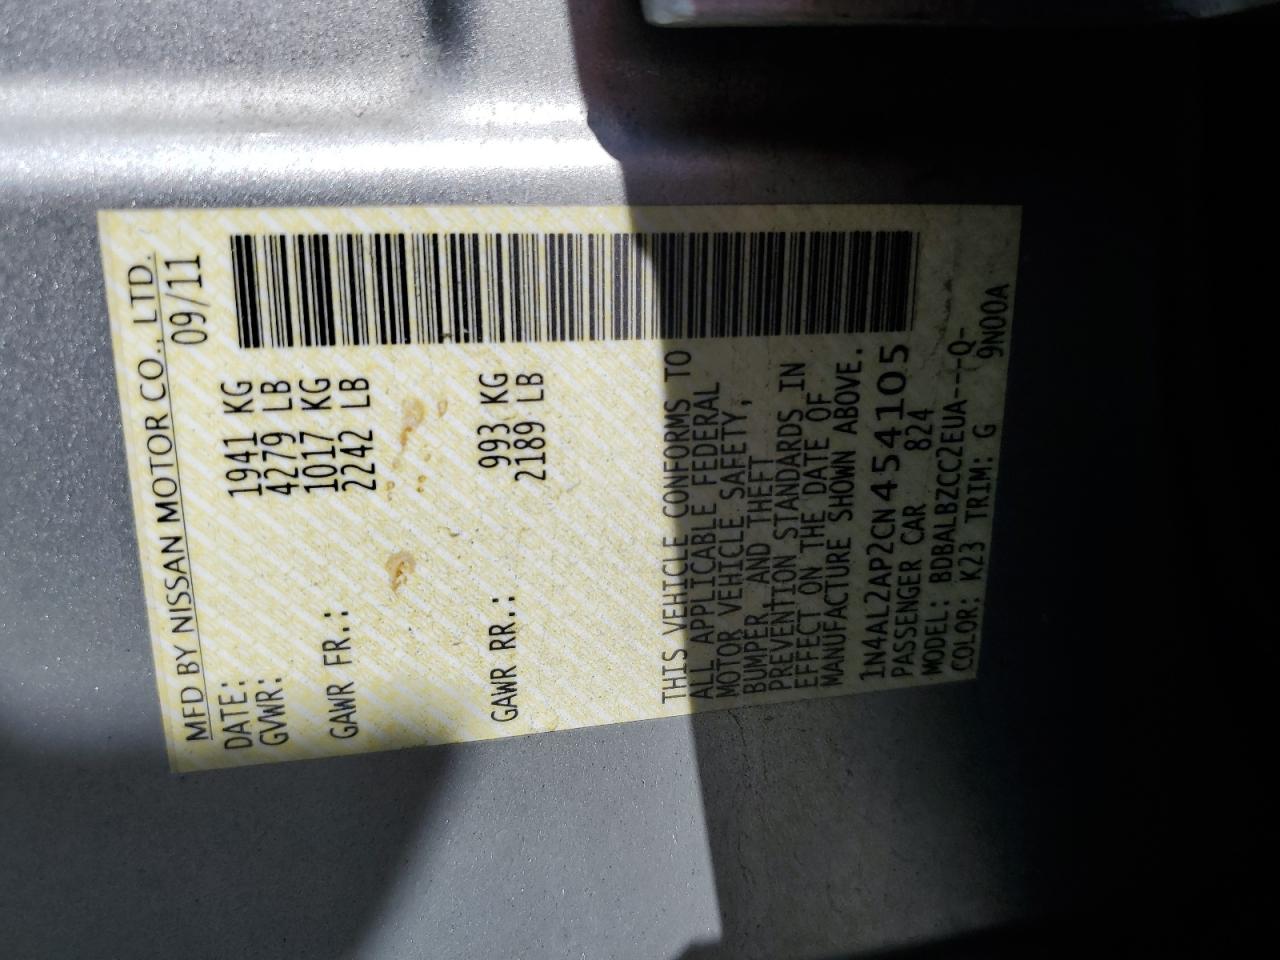 MFD BY NISSAN MOTOR CO., LTD.
DATE: 09/11
GVWR: 1941 KG
4279 LB
GAWR FR.: 1017 KG
2242 LB
GAWR RR.: 993 KG
2189 LB
THIS VEHICLE CONFORMS TO
ALL APPLICABLE FEDERAL
MOTOR VEHICLE SAFETY,
BUMPER, AND THEFT
PREVENTION STANDARDS IN
EFFECT ON THE DATE OF
MANUFACTURE SHOWN ABOVE.
1N4AL2AP2CN454105
PASSENGER CAR 824
MODEL: BDBALBZCC2EUA---Q-
COLOR: K23 TRIM: G 9N00A